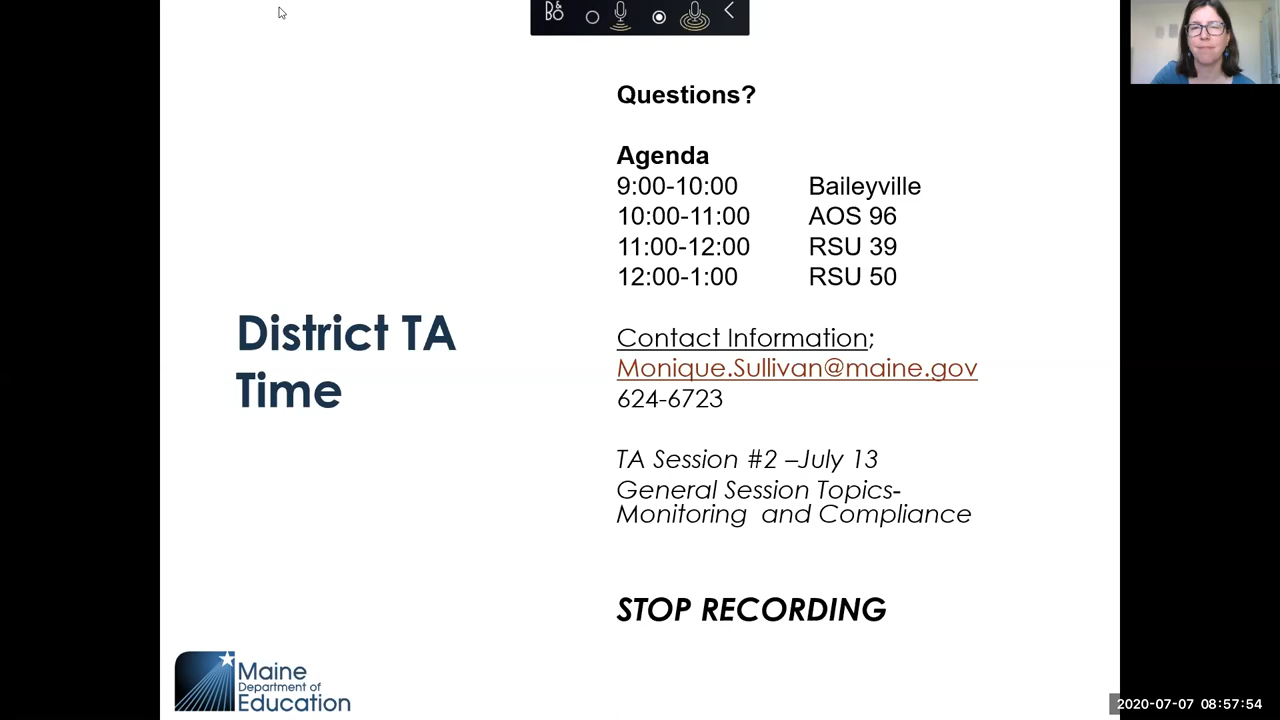 B&
BO
Questions?
Agenda
9:00-10:00 Baileyville
10:00-11:00 AOS 96
11:00-12:00 RSU 39
12:00-1:00 RSU 50
District TA
Time
Contact Information;
Monique.Sullivan@maine.gov
624-6723
TA Session #2 –July 13
General Session Topics-
Monitoring and Compliance
STOP RECORDING
Maine
Department of
Education
2020-07-07 08:57:54